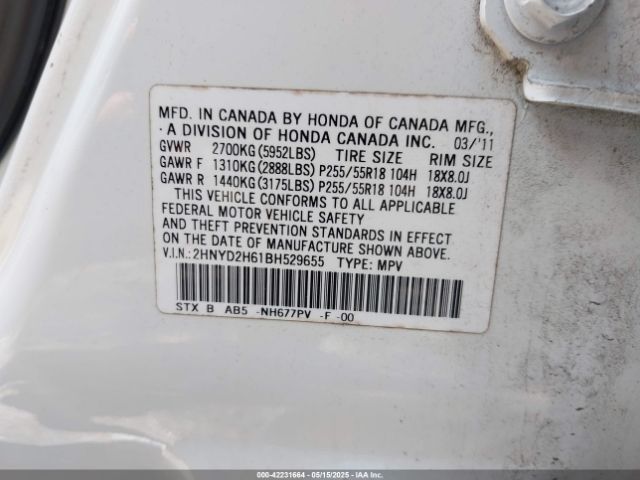 MFD. IN CANADA BY HONDA OF CANADA MFG.,
A DIVISION OF HONDA CANADA INC. 03/'11
GVWR 2700KG(5952LBS) TIRE SIZE RIM SIZE
GAWR F 1310KG(2888LBS) P255/55R18 104H 18X8.0J
GAWR R 1440KG(3175LBS) P255/55R18 104H 18X8.0J
THIS VEHICLE CONFORMS TO ALL APPLICABLE
FEDERAL MOTOR VEHICLE SAFETY
AND THEFT PREVENTION STANDARDS IN EFFECT
ON THE DATE OF MANUFACTURE SHOWN ABOVE.
V.I.N.: 2HNYD2H61BH529655 TYPE: MPV
STX B AB5 -NH677PV -F -00
000-42231664 - 05/15/2025 - IAAI.COM